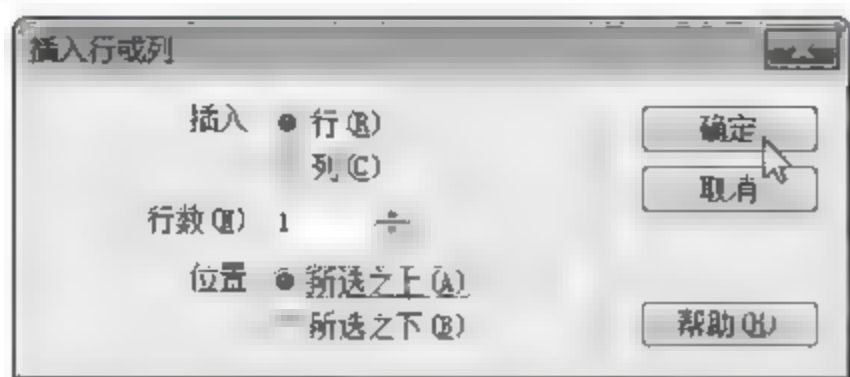 插入行或列
插入 行(R) 确定
列(C) 取消
行数(N) 1
位置 所选之上(A)
所选之下(B) 帮助(H)